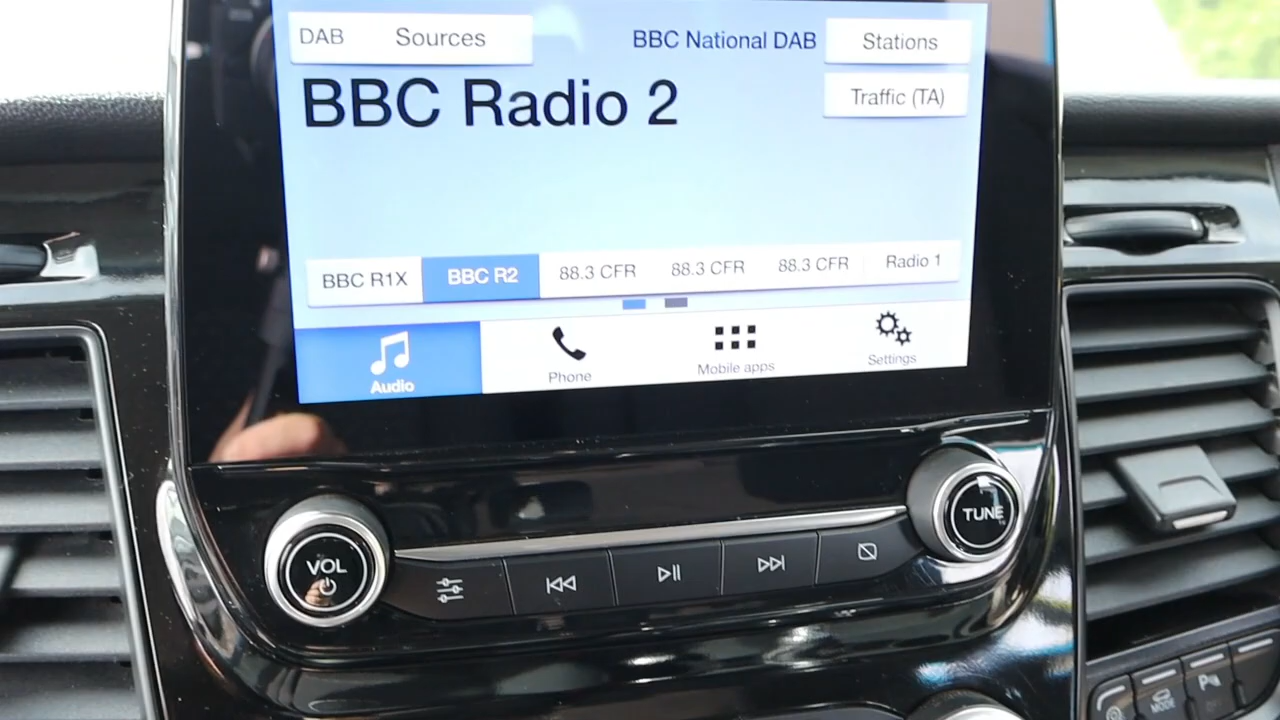 DAB Sources BBC National DAB Stations
BBC Radio 2 Traffic (TA)
BBC R1X BBC R2 88.3 CFR 88.3 CFR 88.3 CFR Radio 1
Audio Phone Mobile apps Settings
VOL TUNE
MODE P